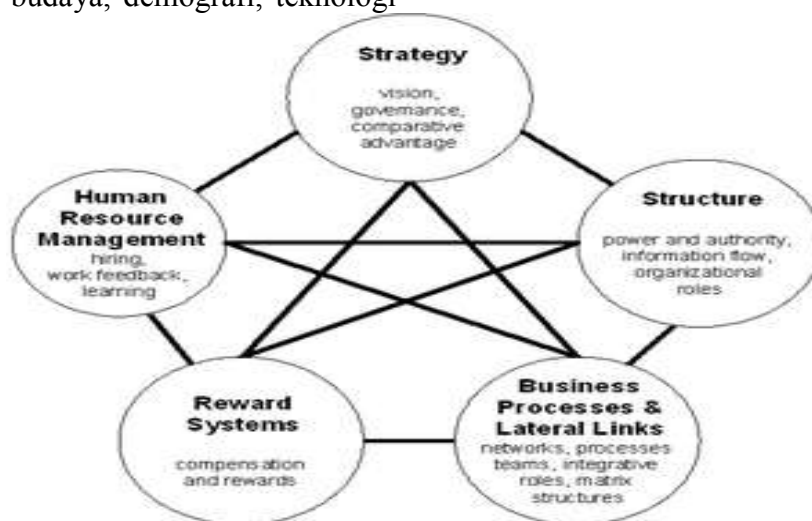 budaya, demografi, teknologi
Strategy
vision,
governance,
comparative
advantage
Human
Resource
Management
hiring,
work feedback,
learning
Structure
power and authority,
information flow,
organizational
roles
Reward
Systems
compensation
and rewards
Business
Processes &
Lateral Links
networks, processes
teams, integrative
roles, matrix
structures